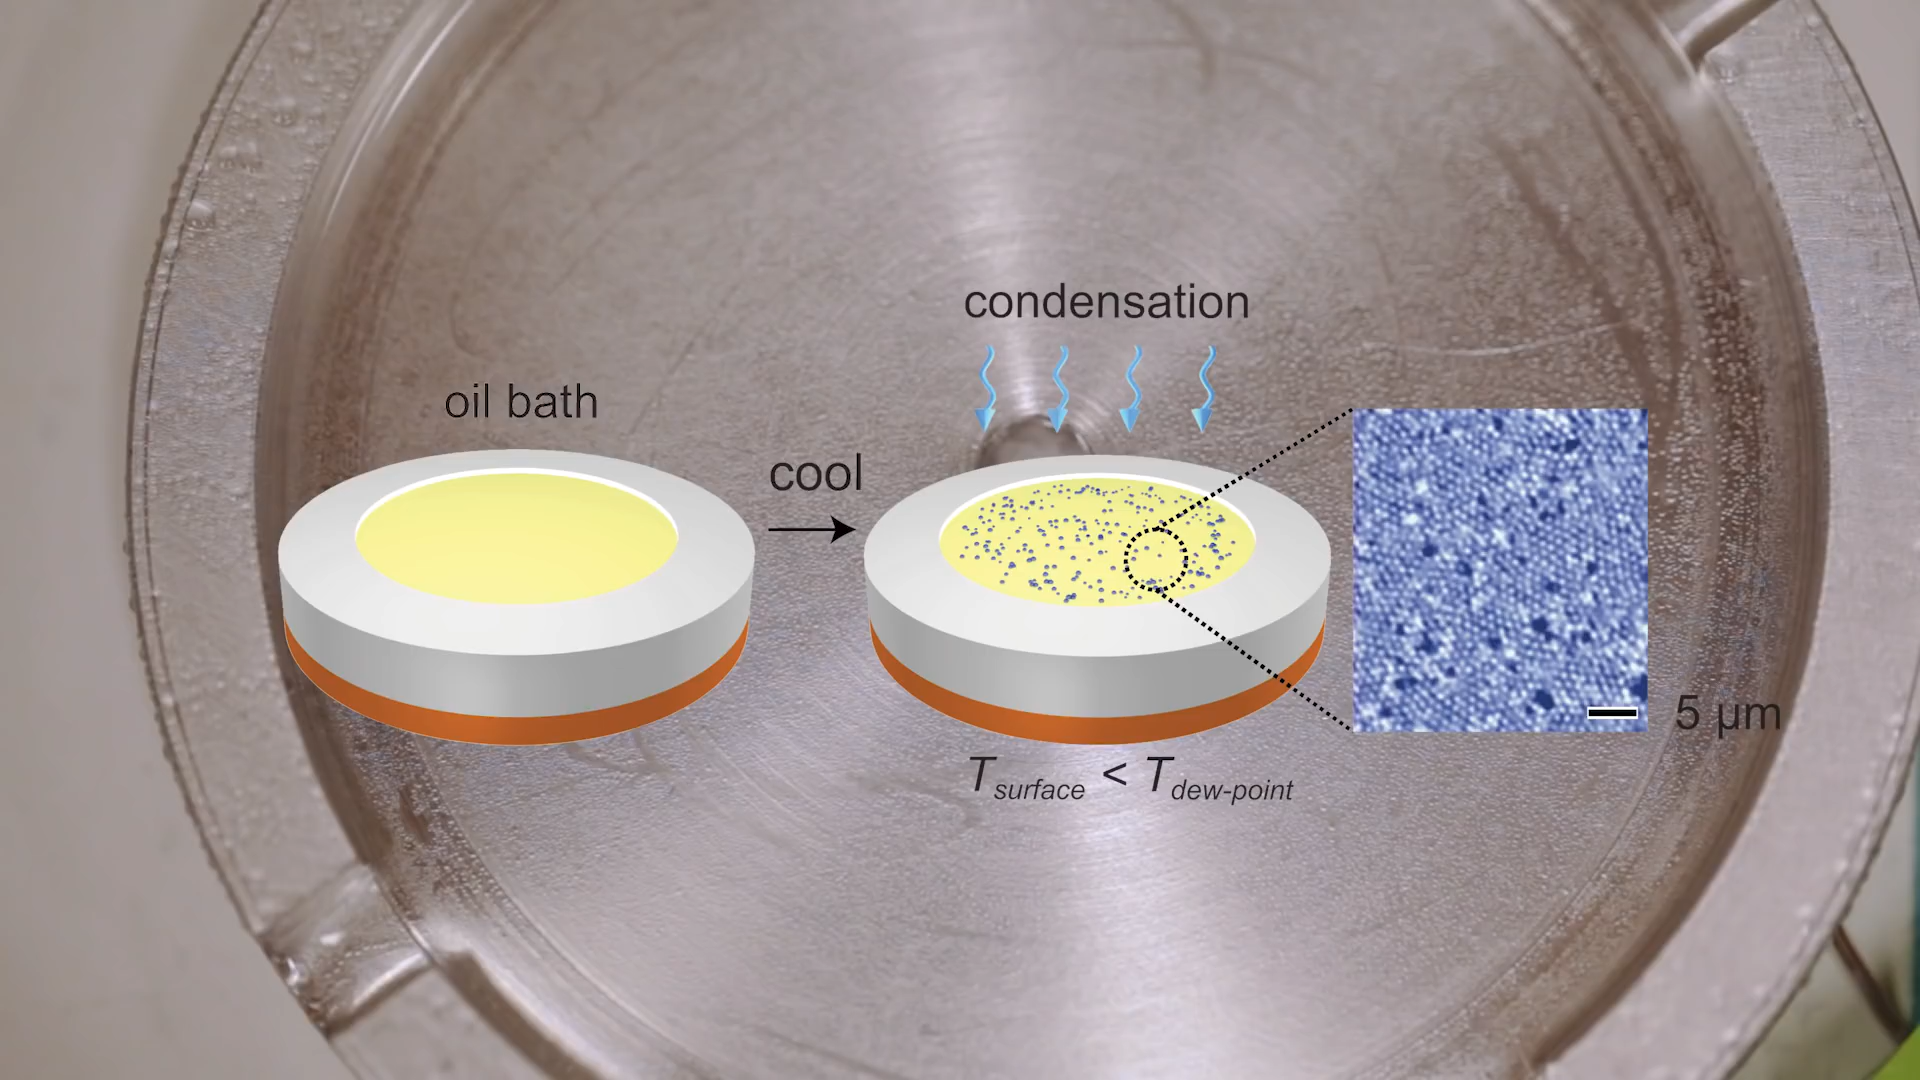 condensation
oil bath
cool
5 µm
Tsurface < Tdew-point